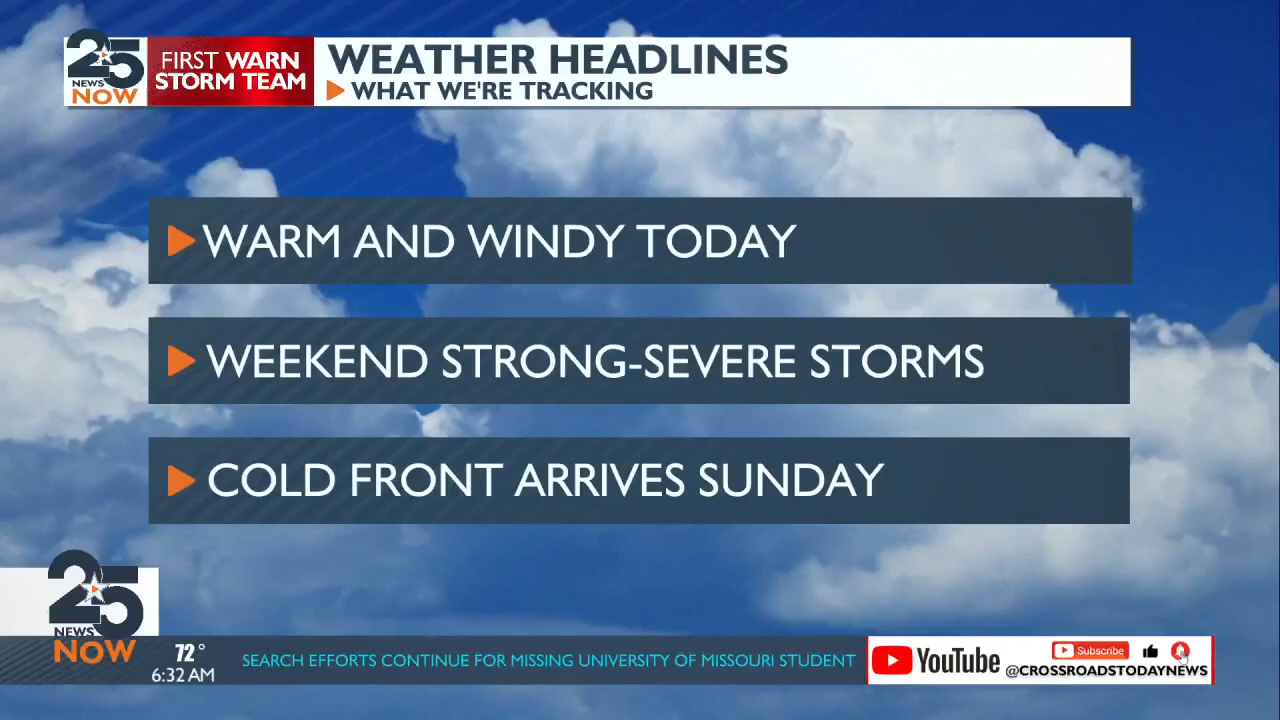 25
NEWS
NOW
FIRST WARN
STORM TEAM
WEATHER HEADLINES
WHAT WE'RE TRACKING
WARM AND WINDY TODAY
WEEKEND STRONG-SEVERE STORMS
COLD FRONT ARRIVES SUNDAY
25
NEWS
NOW
72°
6:32 AM
SEARCH EFFORTS CONTINUE FOR MISSING UNIVERSITY OF MISSOURI STUDENT
YouTube
Subscribe
@CROSSROADSTODAYNEWS